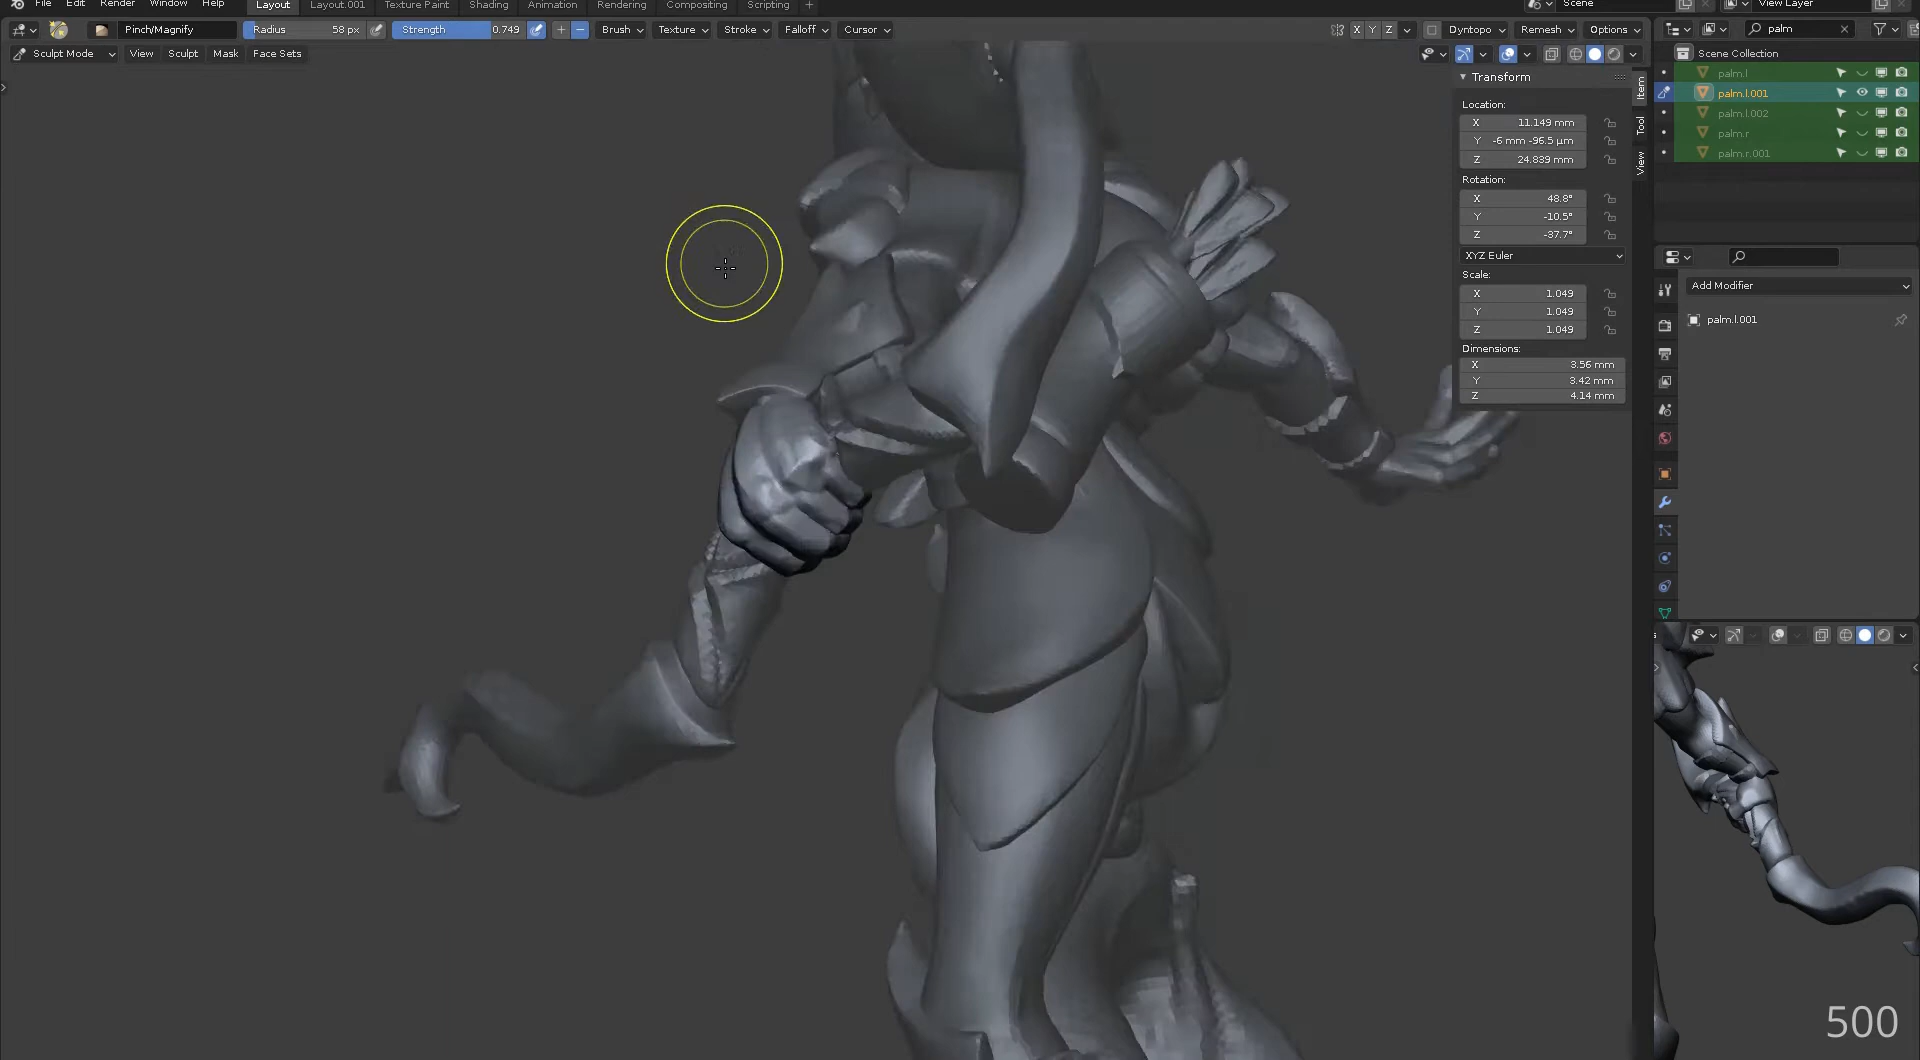 File Edit Render Window Help Layout Layout.001 Texture Paint Shading Animation Rendering Compositing Scripting + Scene View Layer
Pinch/Magnify Radius 58 px Strength 0.749 Brush Texture Stroke Falloff Cursor X Y Z Dyntopo Remesh Options palm
Sculpt Mode View Sculpt Mask Face Sets Scene Collection
palm.l
palm.l.001
palm.l.002
palm.r
palm.r.001
Transform
Location:
X 11.149 mm
Y -6 mm -96.5 µm
Z 24.839 mm
Rotation:
X 48.8°
Y -10.5°
Z -37.7°
XYZ Euler
Scale:
X 1.049
Y 1.049
Z 1.049
Dimensions:
X 3.56 mm
Y 3.42 mm
Z 4.14 mm
Item
Tool
View
Add Modifier
palm.l.001
500